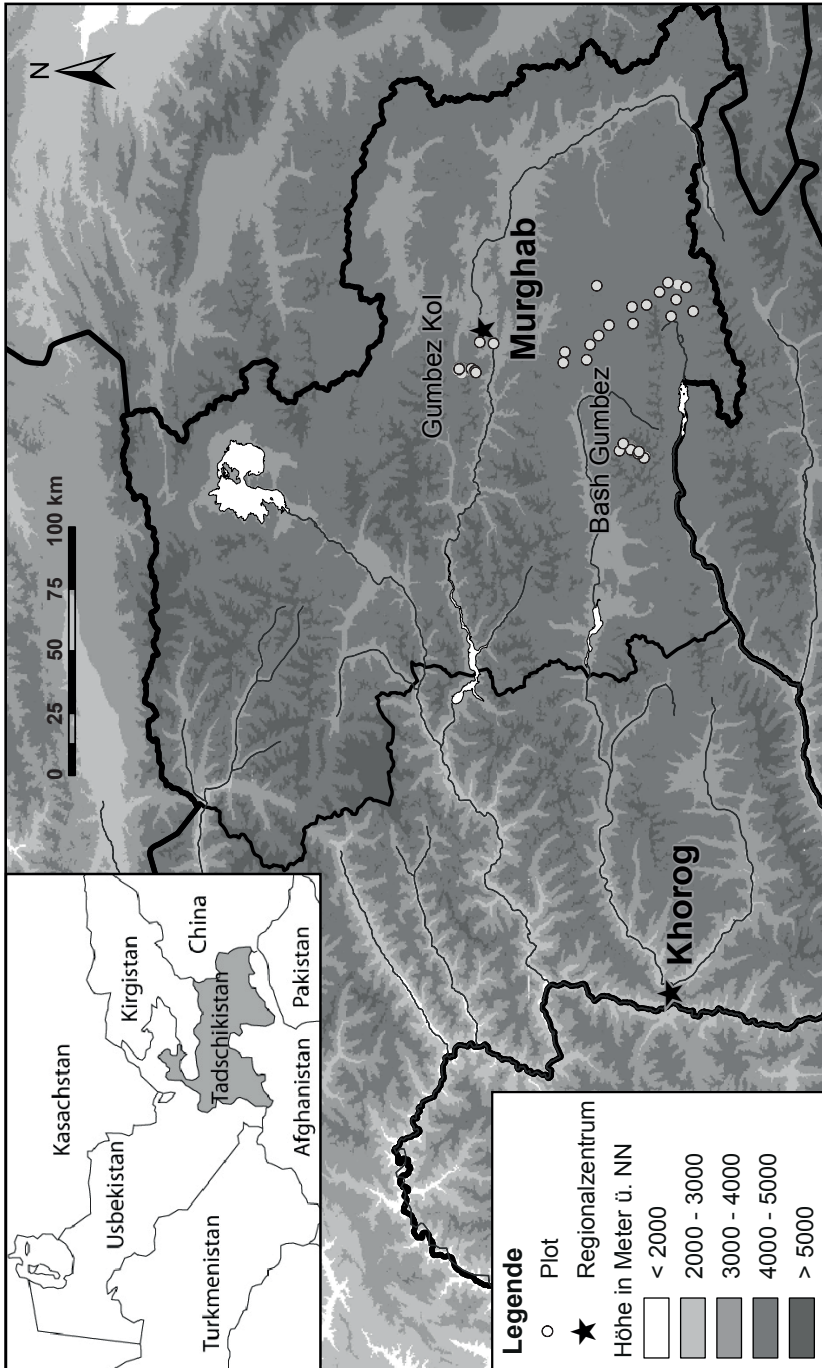 Kasachstan
Kirgistan
Usbekistan
China
Turkmenistan
Tadschikistan
Afghanistan
Pakistan
0 25 50 75 100 km
N
Gumbez Kol
Murghab
Bash Gumbez
Khorog
Legende
Plot
Regionalzentrum
Höhe in Meter ü. NN
< 2000
2000 - 3000
3000 - 4000
4000 - 5000
> 5000